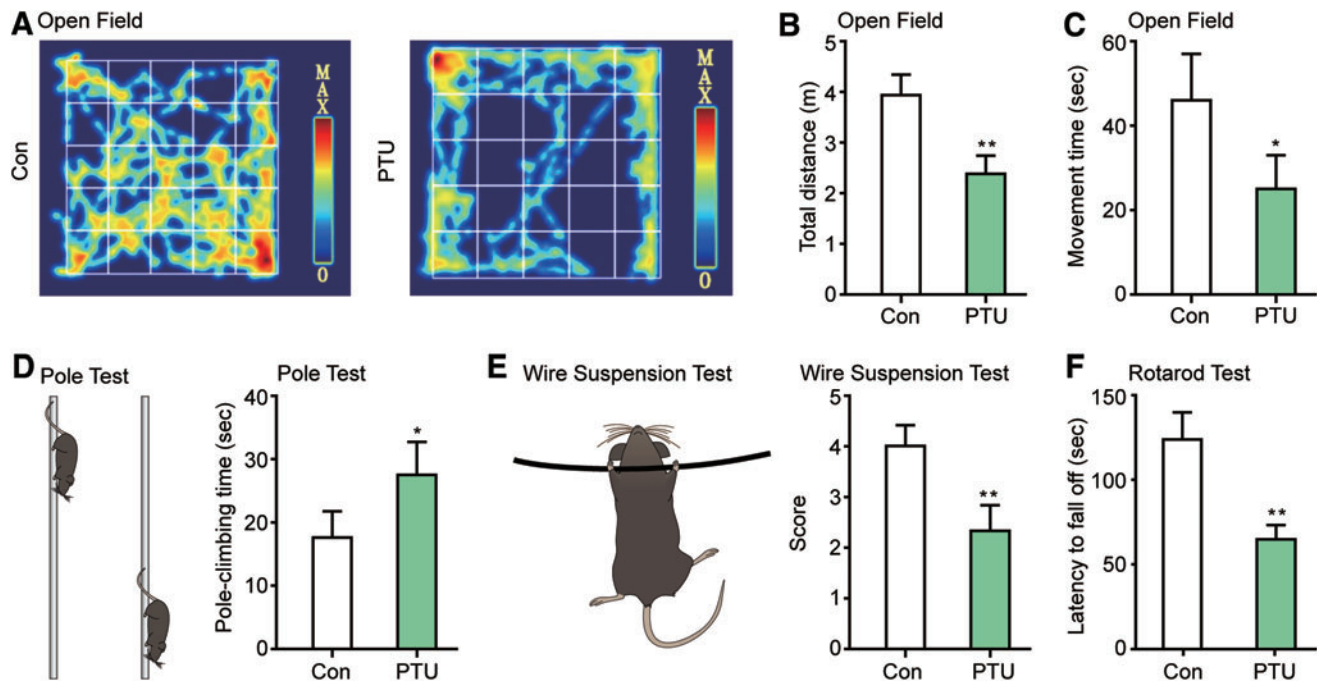 A Open Field
Con
MAX
0
PTU
MAX
0
B Open Field
Total distance (m)
5
4
3
2
1
0
**
Con PTU
C Open Field
Movement time (sec)
60
40
20
0
*
Con PTU
D Pole Test
Pole Test
Pole-climbing time (sec)
40
30
20
10
0
*
Con PTU
E Wire Suspension Test
Wire Suspension Test
Score
5
4
3
2
1
0
**
Con PTU
F Rotarod Test
Latency to fall off (sec)
150
100
50
0
**
Con PTU